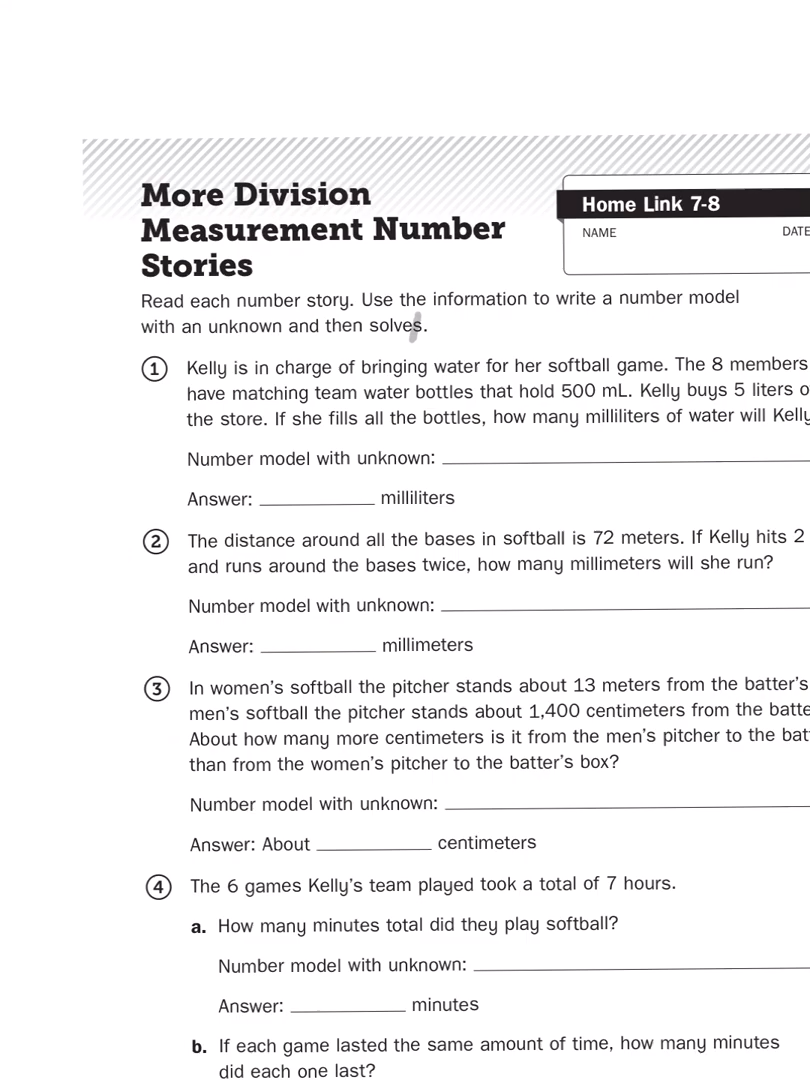 More Division
Measurement Number
Stories
Home Link 7-8
NAME
DATE
Read each number story. Use the information to write a number model
with an unknown and then solves.
1 Kelly is in charge of bringing water for her softball game. The 8 members
have matching team water bottles that hold 500 mL. Kelly buys 5 liters
the store. If she fills all the bottles, how many milliliters of water will Kelly
Number model with unknown:
Answer: milliliters
2 The distance around all the bases in softball is 72 meters. If Kelly hits 2
and runs around the bases twice, how many millimeters will she run?
Number model with unknown:
Answer: millimeters
3 In women's softball the pitcher stands about 13 meters from the batter's
men's softball the pitcher stands about 1,400 centimeters from the
About how many more centimeters is it from the men's pitcher to the
than from the women's pitcher to the batter's box?
Number model with unknown:
Answer: About centimeters
4 The 6 games Kelly's team played took a total of 7 hours.
a. How many minutes total did they play softball?
Number model with unknown:
Answer: minutes
b. If each game lasted the same amount of time, how many minutes
did each one last?